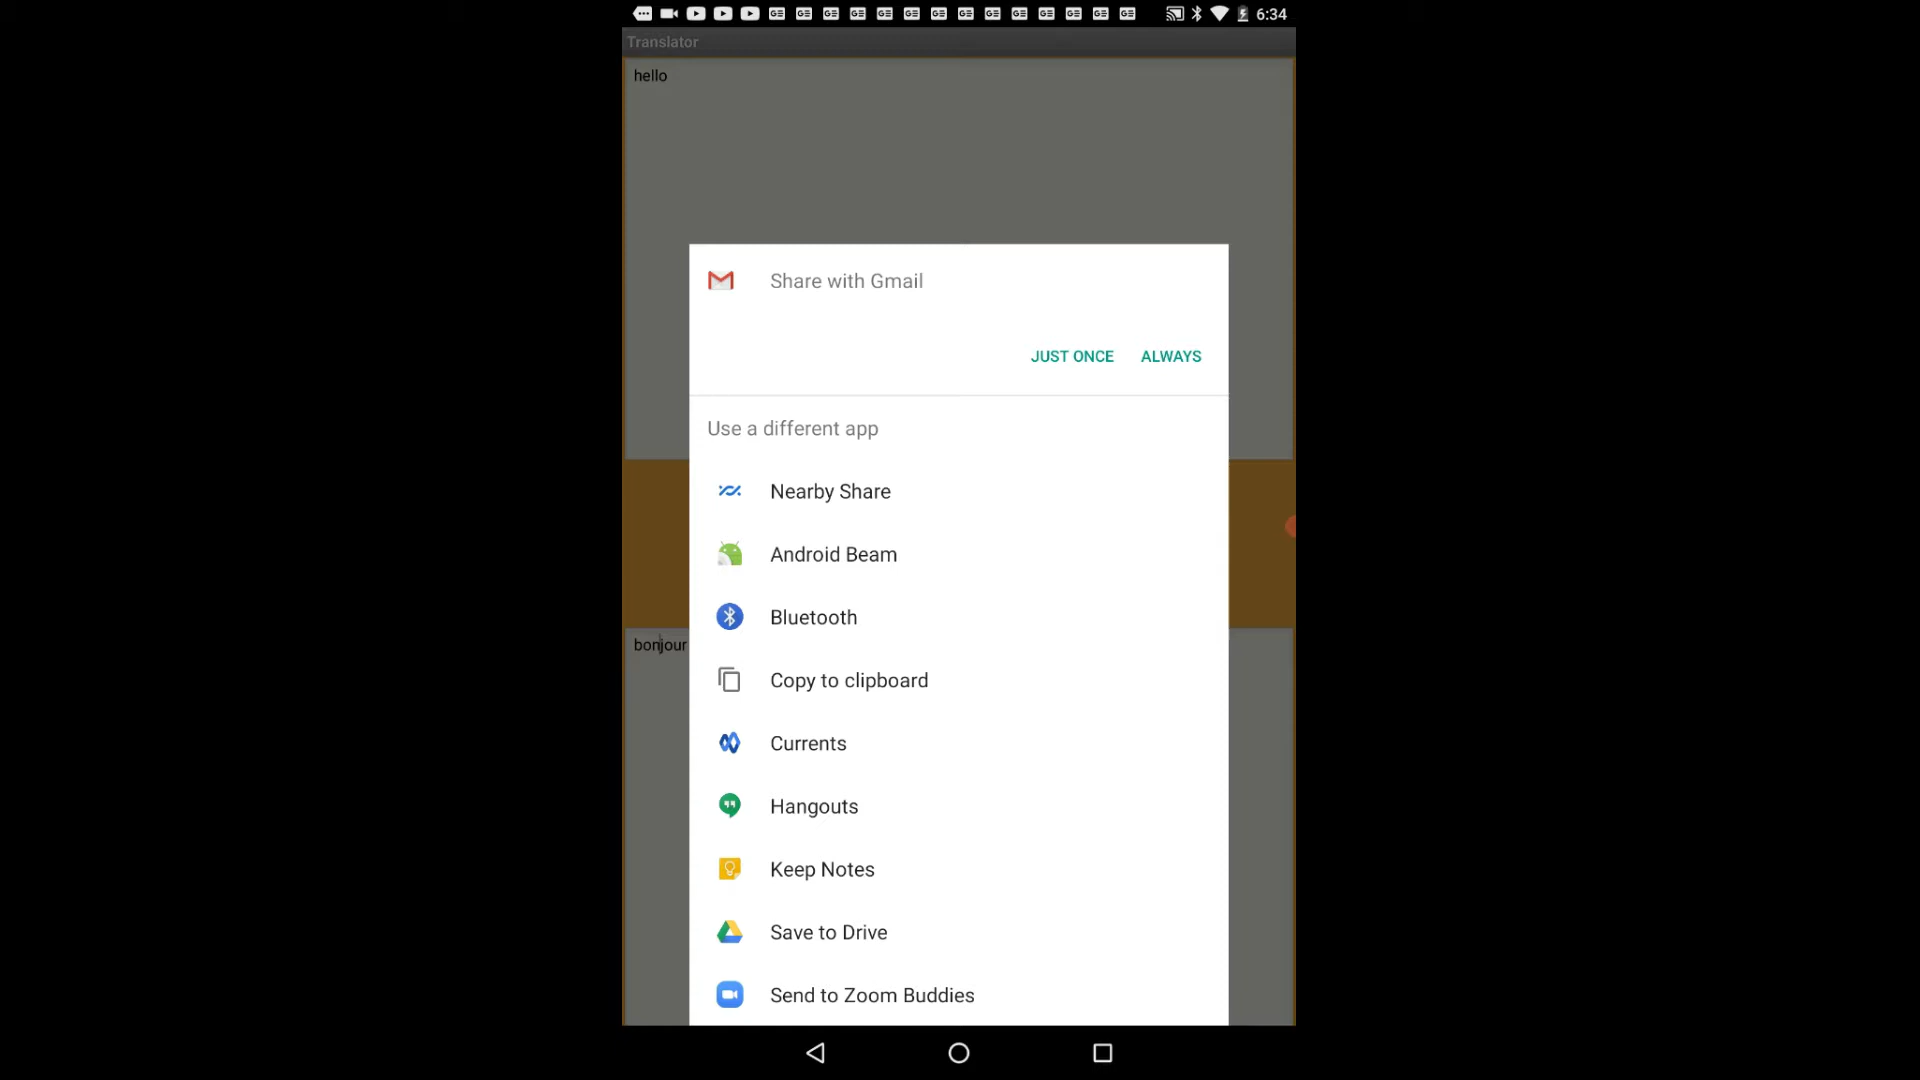 6:34
Translator
hello
Share with Gmail
JUST ONCE ALWAYS
Use a different app
Nearby Share
Android Beam
Bluetooth
bonjour
Copy to clipboard
Currents
Hangouts
Keep Notes
Save to Drive
Send to Zoom Buddies